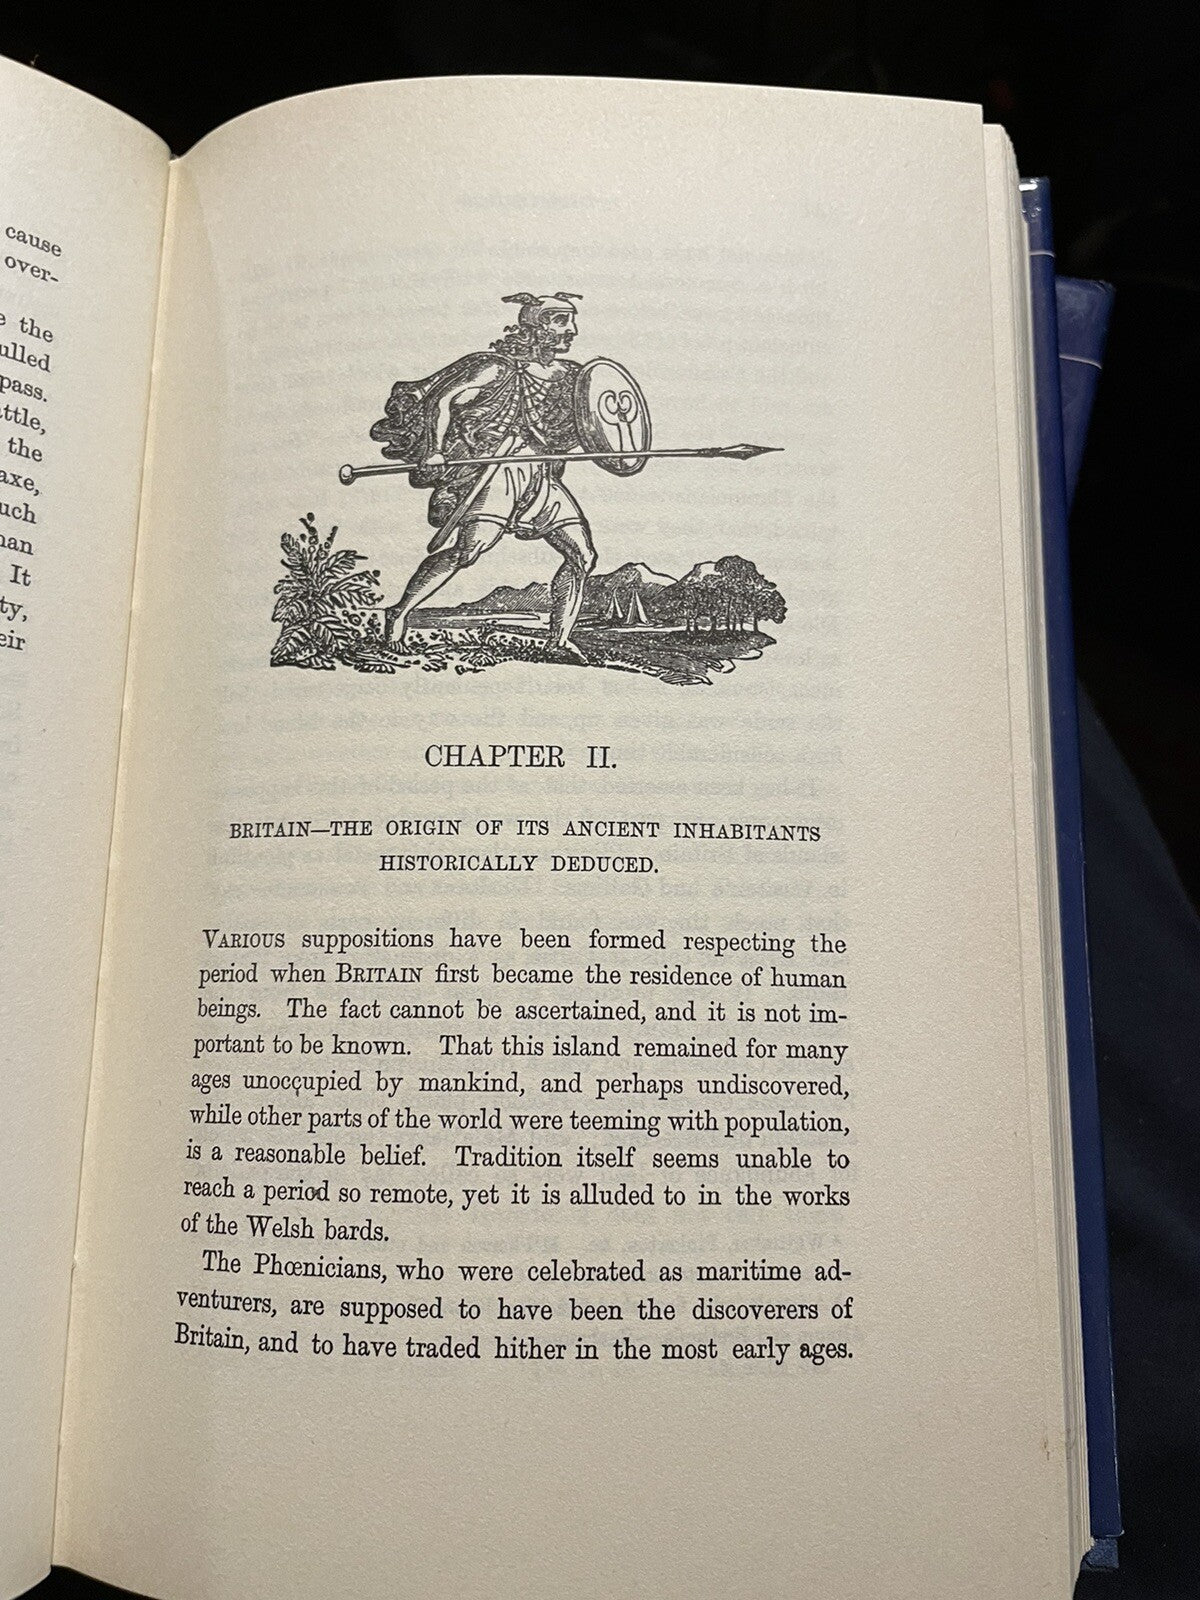 cause
over-
the
ulled
pass.
ttle,
the
axe,
uch
nan
It
ty,
eir
CHAPTER II.
BRITAIN—THE ORIGIN OF ITS ANCIENT INHABITANTS
HISTORICALLY DEDUCED.
VARIOUS suppositions have been formed respecting the
period when BRITAIN first became the residence of human
beings. The fact cannot be ascertained, and it is not im-
portant to be known. That this island remained for many
ages unoccupied by mankind, and perhaps undiscovered,
while other parts of the world were teeming with population,
is a reasonable belief. Tradition itself seems unable to
reach a period so remote, yet it is alluded to in the works
of the Welsh bards.
The Phœnicians, who were celebrated as maritime ad-
venturers, are supposed to have been the discoverers of
Britain, and to have traded hither in the most early ages.